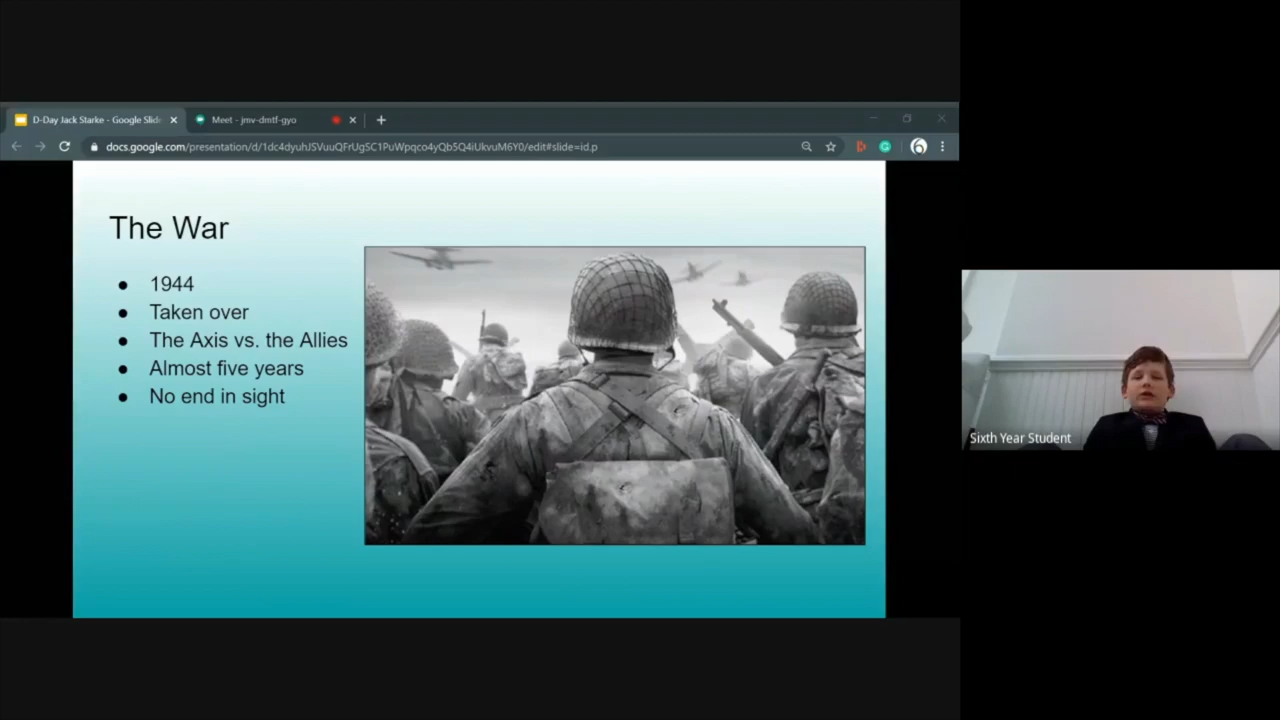 D-Day Jack Starke - Google Slide
Meet - jmv-dmtf-gyo
docs.google.com/presentation/d/1dc4dyuhJSVuuQFrUgSC1PuWpqco4yQb5Q4iUkvuM6Y0/edit#slide=id.p
The War
• 1944
• Taken over
• The Axis vs. the Allies
• Almost five years
• No end in sight
Sixth Year Student